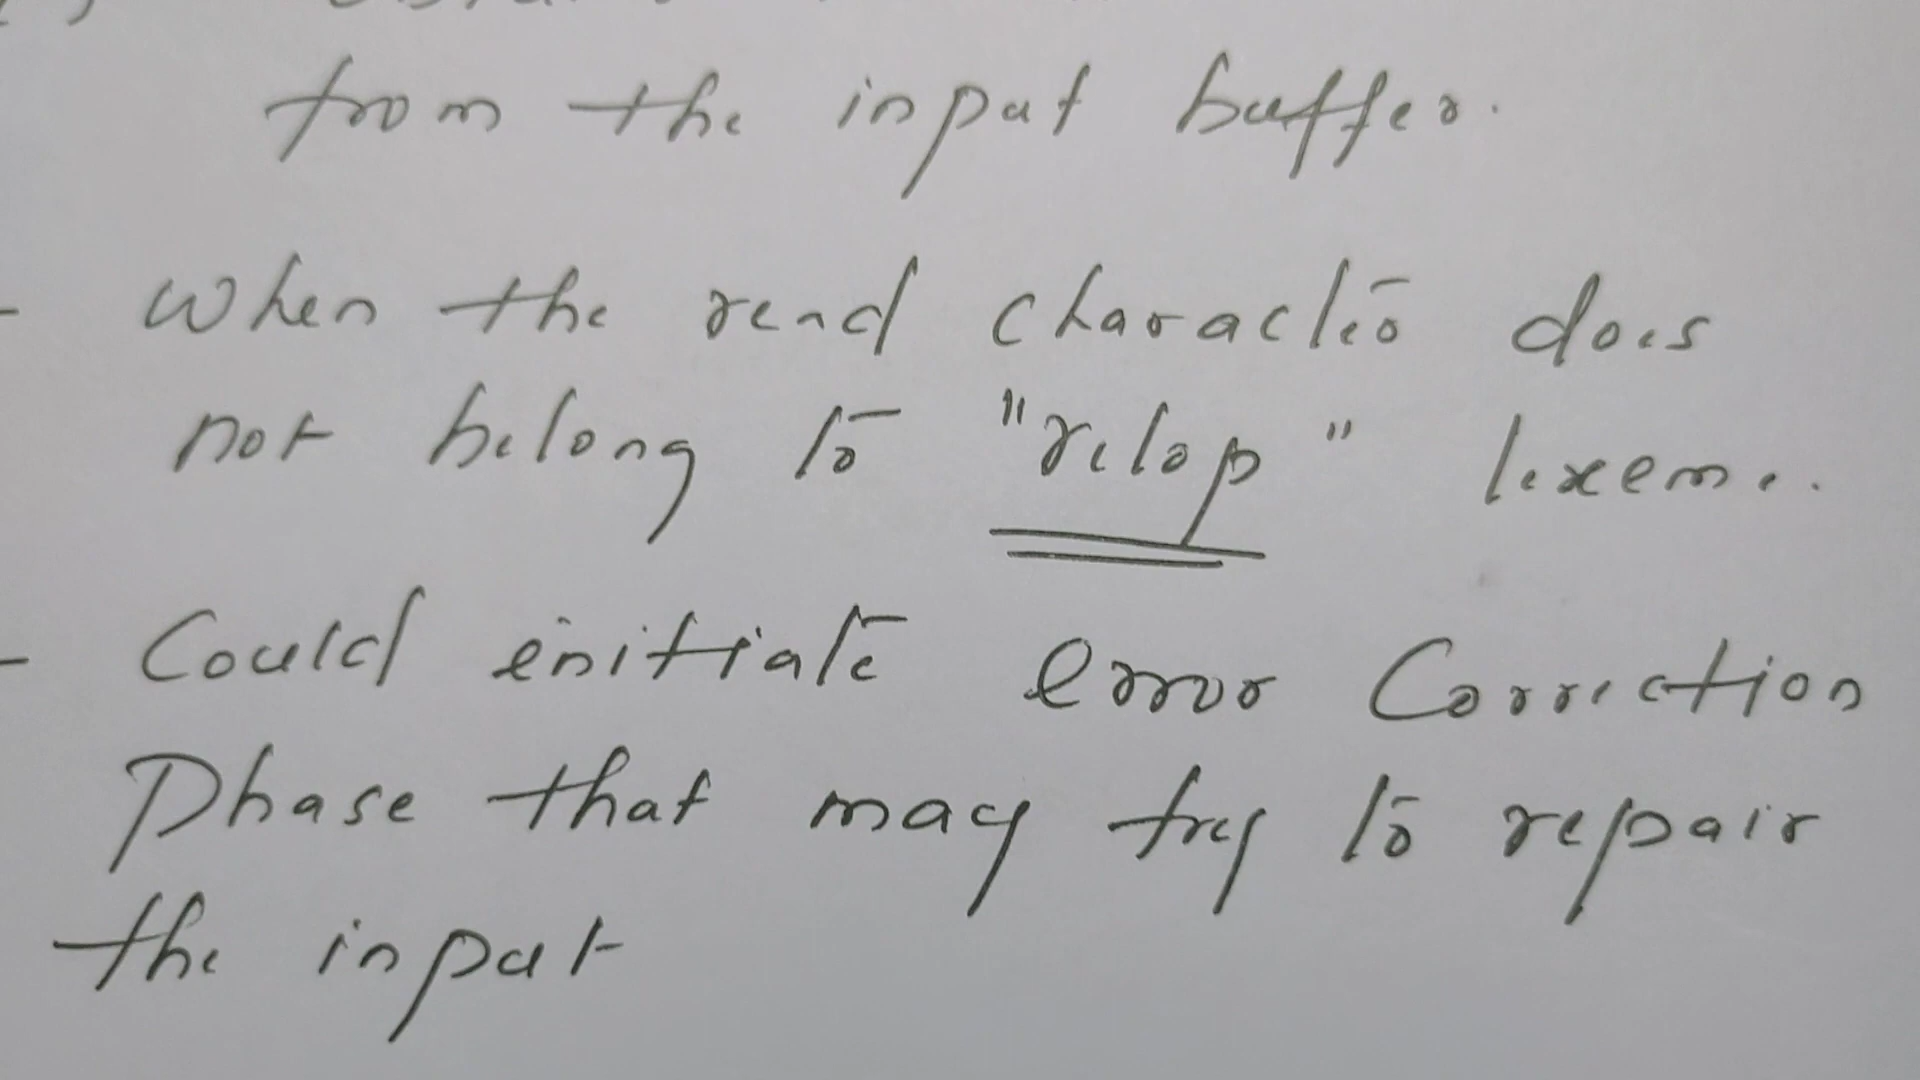 from the input buffer.
- when the read character does
not belong to "relop" lexeme.
- Could initiate error Correction
Phase that may try to repair
the input